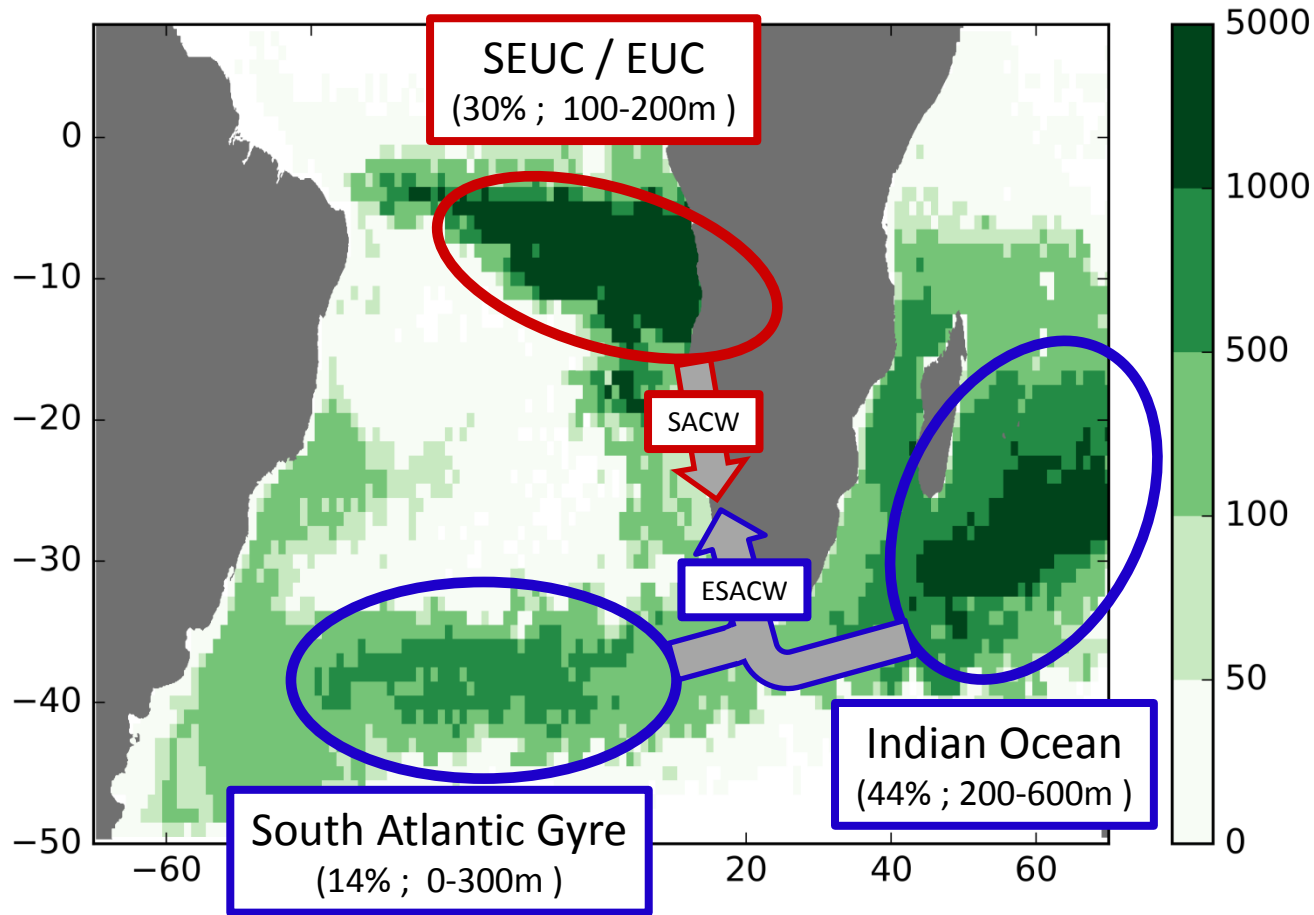 SEUC / EUC
(30% ; 100-200m )
5000
1000
500
100
50
0
0
−10
−20
−30
−40
−50
SACW
ESACW
Indian Ocean
(44% ; 200-600m )
South Atlantic Gyre
(14% ; 0-300m )
−60
20
40
60